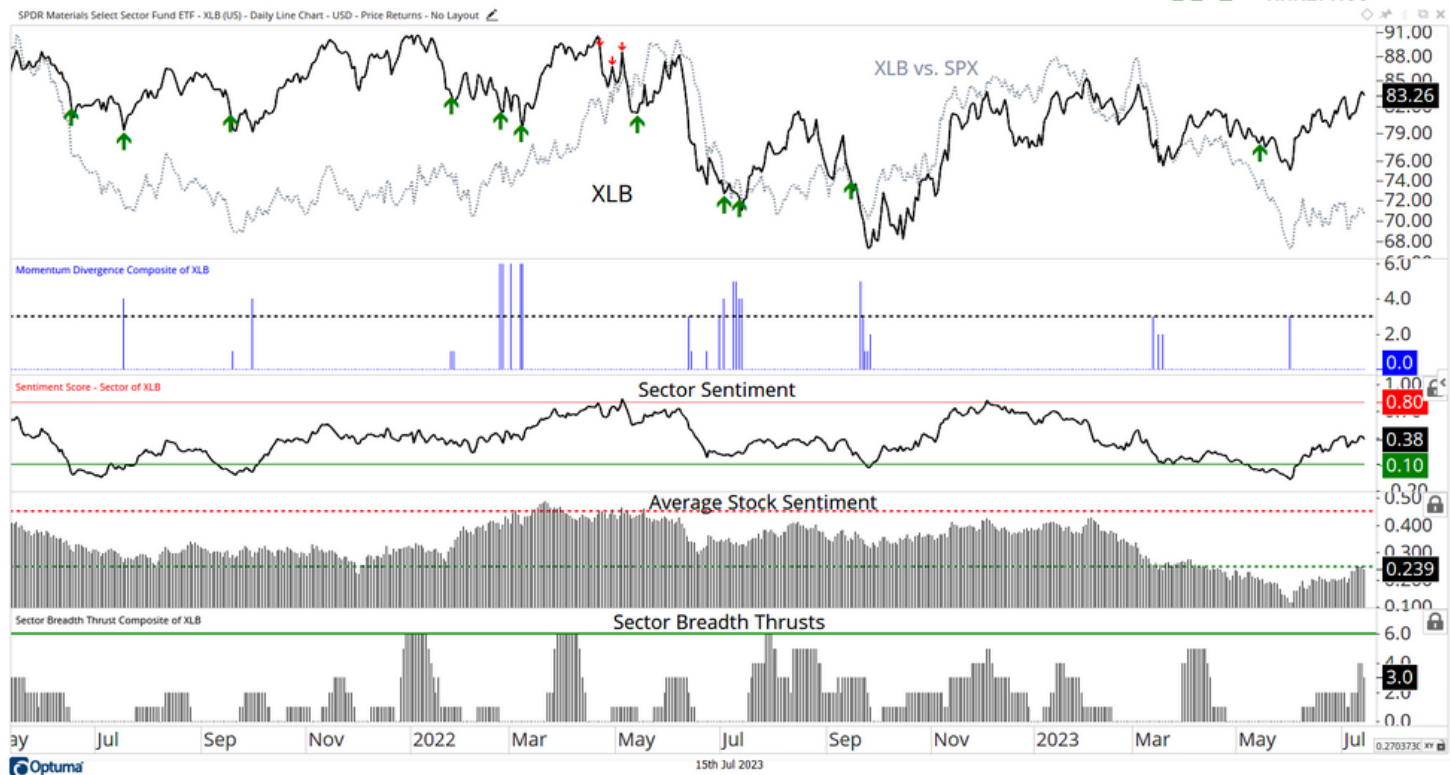 SPDR Materials Select Sector Fund ETF - XLB (US) - Daily Line Chart - USD - Price Returns - No Layout
91.00
88.00
XLB vs. SPX
85.00
83.26
79.00
76.00
74.00
XLB
72.00
70.00
68.00
Momentum Divergence Composite of XLB
6.0
4.0
2.0
0.0
Sentiment Score - Sector of XLB
Sector Sentiment
1.00
0.80
0.38
0.10
Average Stock Sentiment
0.50
0.400
0.300
0.239
0.100
Sector Breadth Thrust Composite of XLB
Sector Breadth Thrusts
6.0
4.0
3.0
2.0
0.0
ay Jul Sep Nov 2022 Mar May Jul Sep Nov 2023 Mar May Jul
0.270373 XY
Optuma
15th Jul 2023